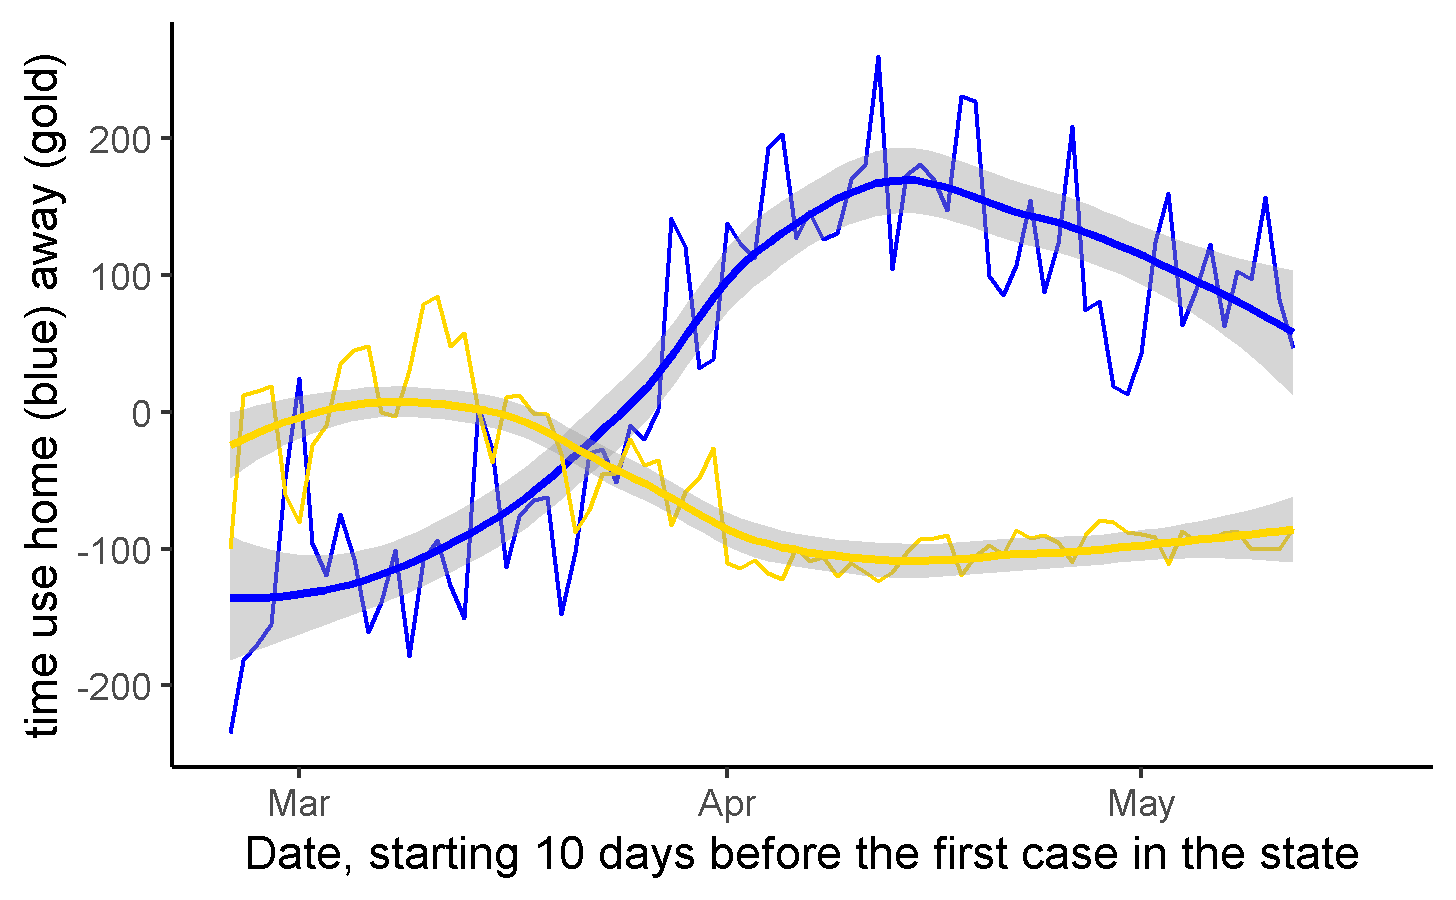 time use home (blue) away (gold)
200
100
0
-100
-200
Mar Apr May
Date, starting 10 days before the first case in the state